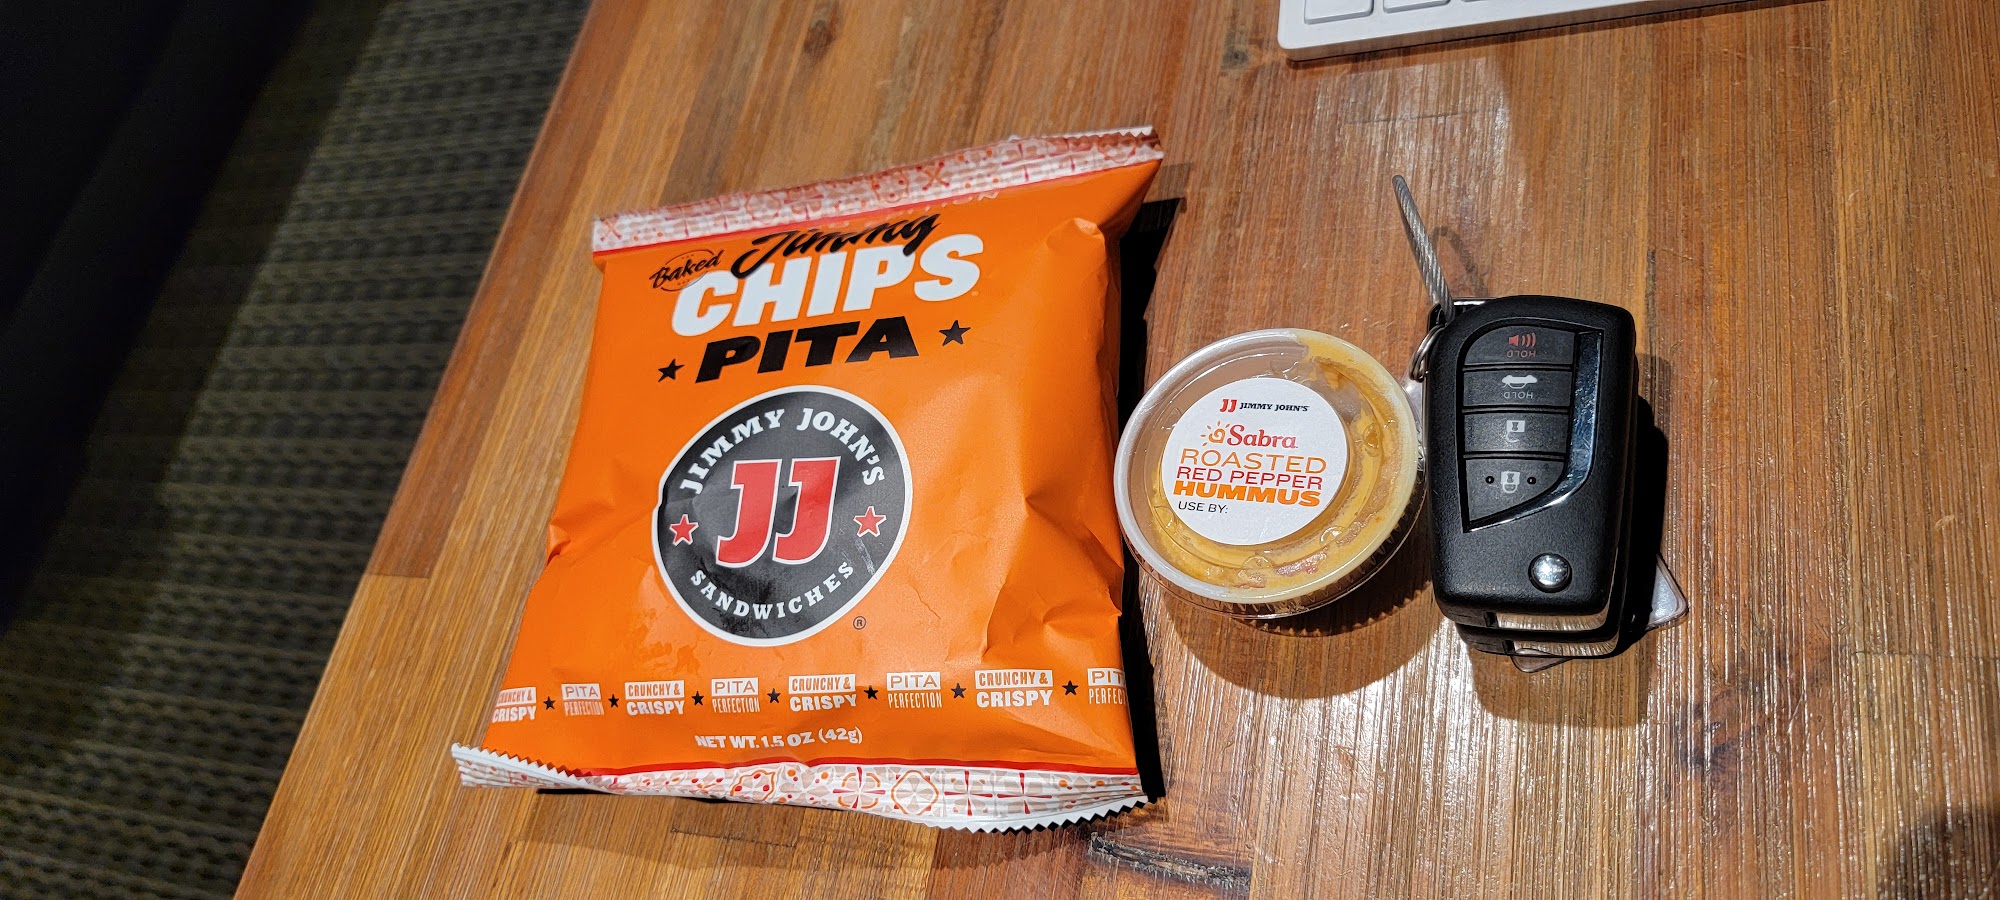 Baked
Jimmy
CHIPS
★ PITA ★
JIMMY JOHN'S
JJ
SANDWICHES
®
CRUNCHY & CRISPY ★ PITA PERFECTION ★ CRUNCHY & CRISPY ★ PITA PERFECTION ★ CRUNCHY & CRISPY ★ PITA PERFECTION ★ CRUNCHY & CRISPY ★ PIT PERFEC
NET WT. 1.5 OZ (42g)
JJ JIMMY JOHN'S
Sabra
ROASTED
RED PEPPER
HUMMUS
USE BY:
HOLD
HOLD